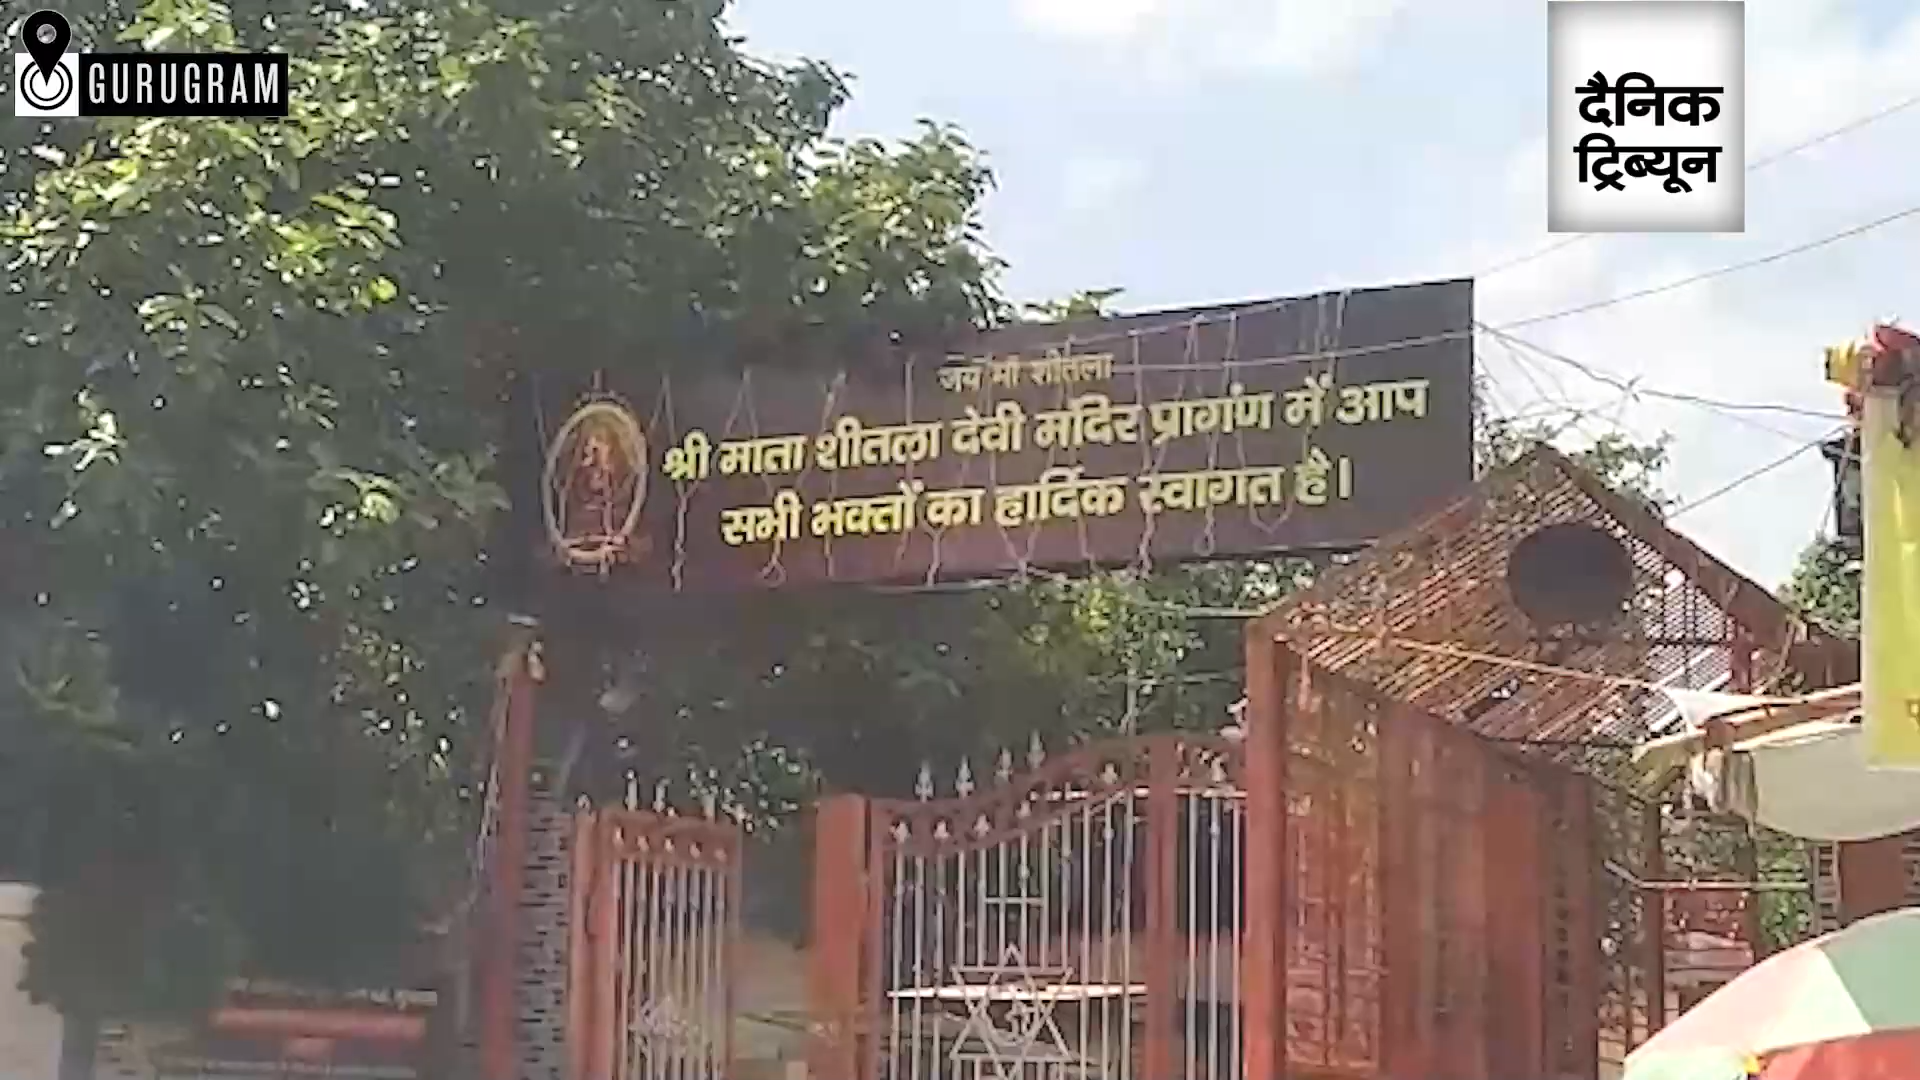 GURUGRAM
दैनिक
ट्रिब्यून
जय माँ शीतला
श्री माता शीतला देवी मंदिर प्रागंण में आप
सभी भक्तों का हार्दिक स्वागत है।